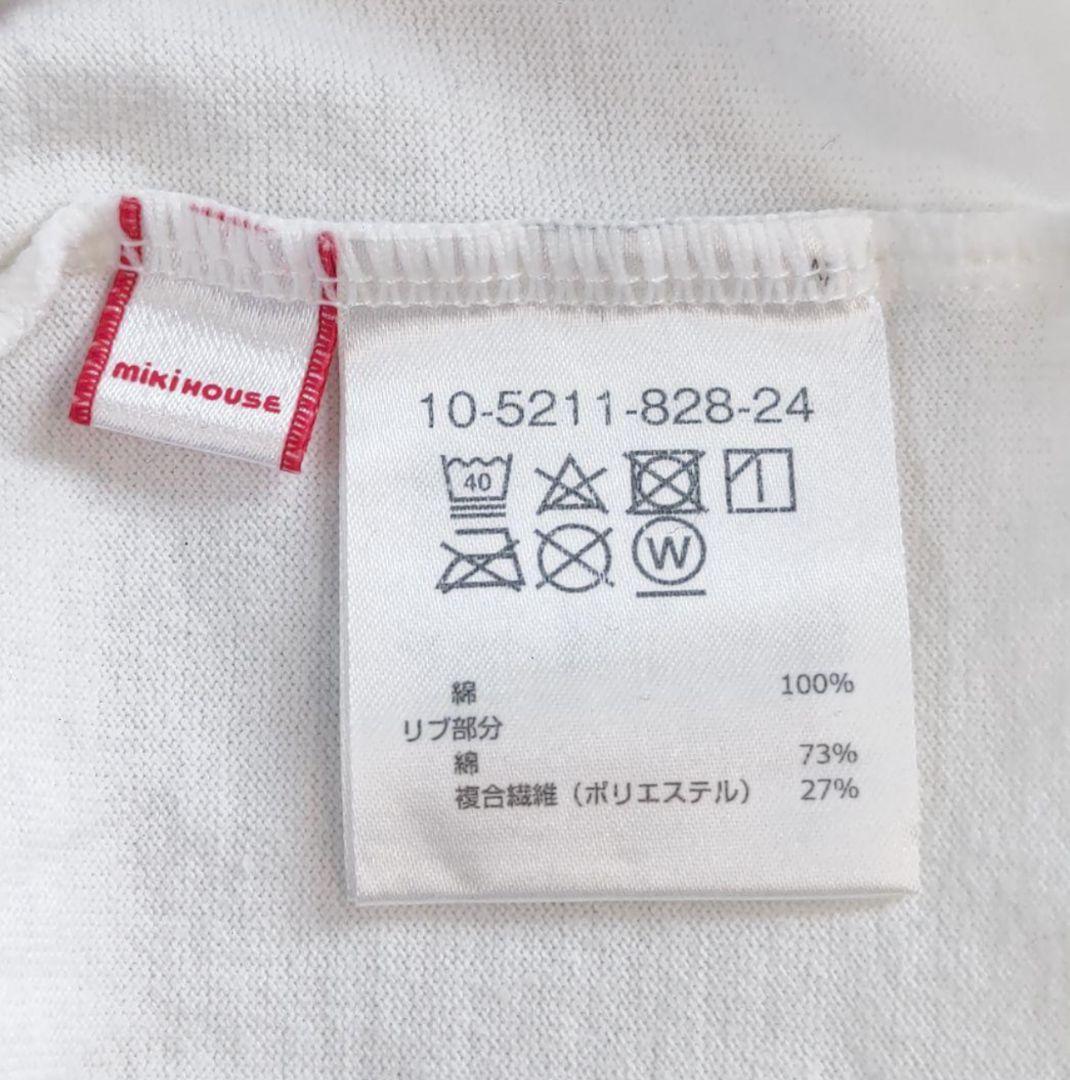 miKiHOUSE
10-5211-828-24
40
W
綿 100%
リブ部分
綿 73%
複合繊維（ポリエステル） 27%